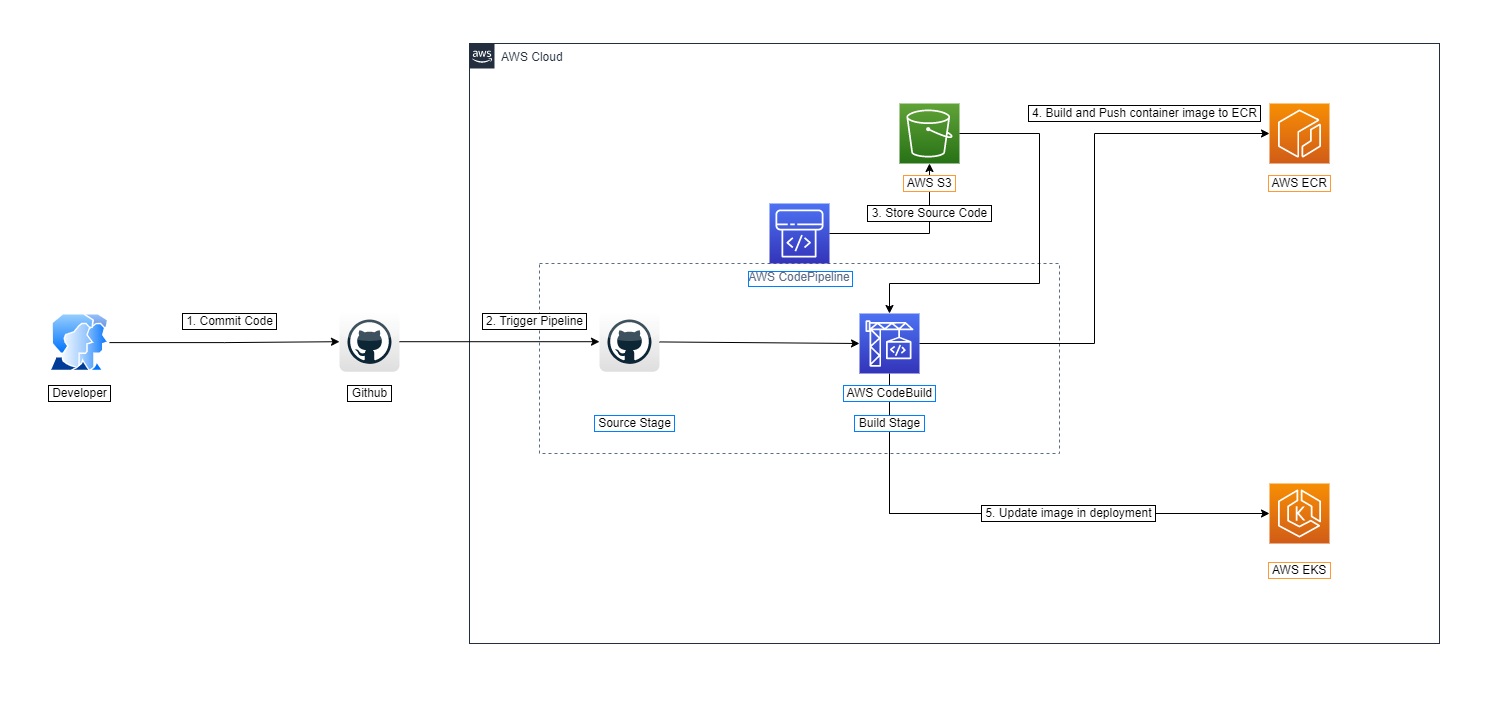 aws
AWS Cloud
4. Build and Push container image to ECR
AWS S3
AWS ECR
3. Store Source Code
AWS CodePipeline
1. Commit Code
2. Trigger Pipeline
Developer
Github
AWS CodeBuild
Source Stage
Build Stage
5. Update image in deployment
K
AWS EKS